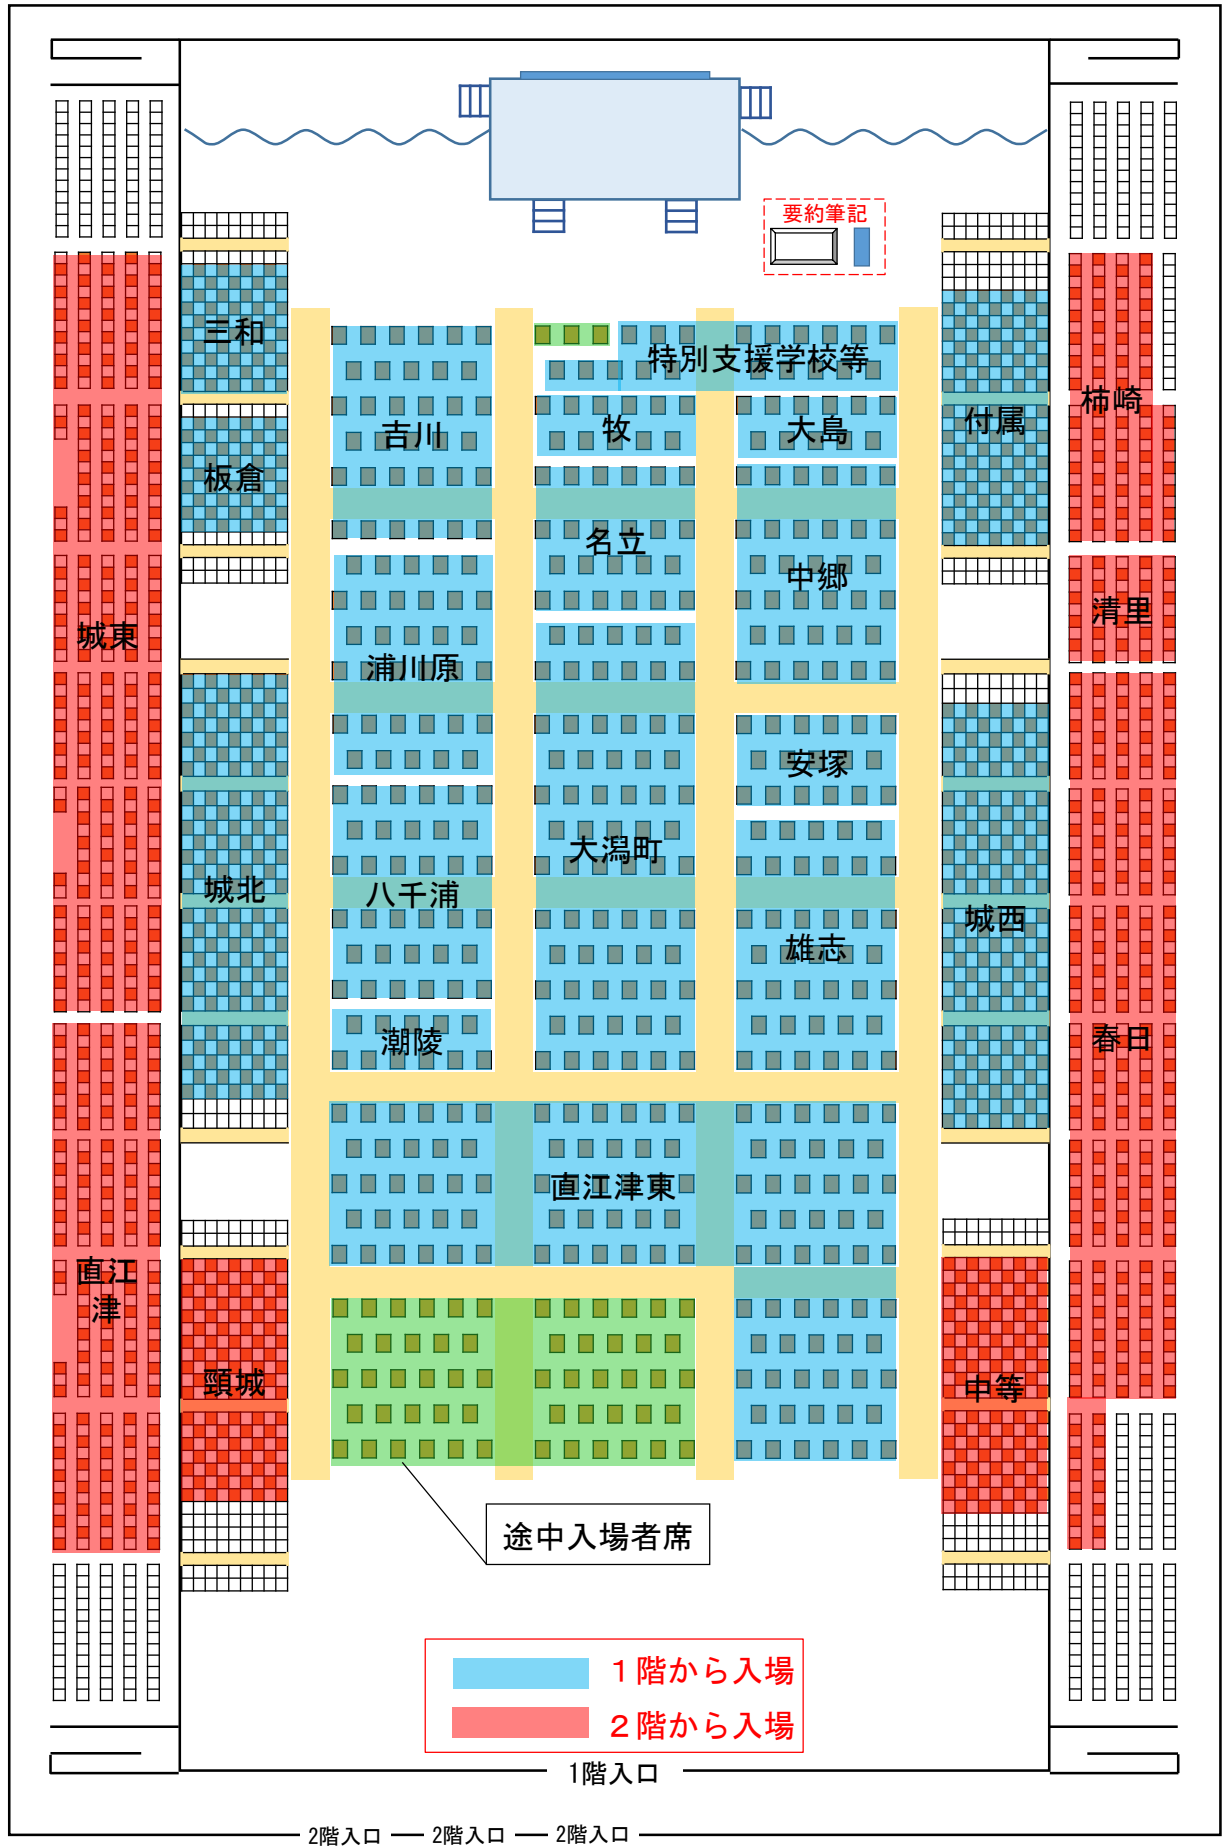 要約筆記
三和
特別支援学校等
柿崎
付属
吉川
牧
大島
板倉
名立
中郷
清里
城東
浦川原
安塚
大潟町
城北
八千浦
城西
雄志
潮陵
春日
直江津東
直江
津
頸城
中等
途中入場者席
1階から入場
2階から入場
1階入口
2階入口 2階入口 2階入口